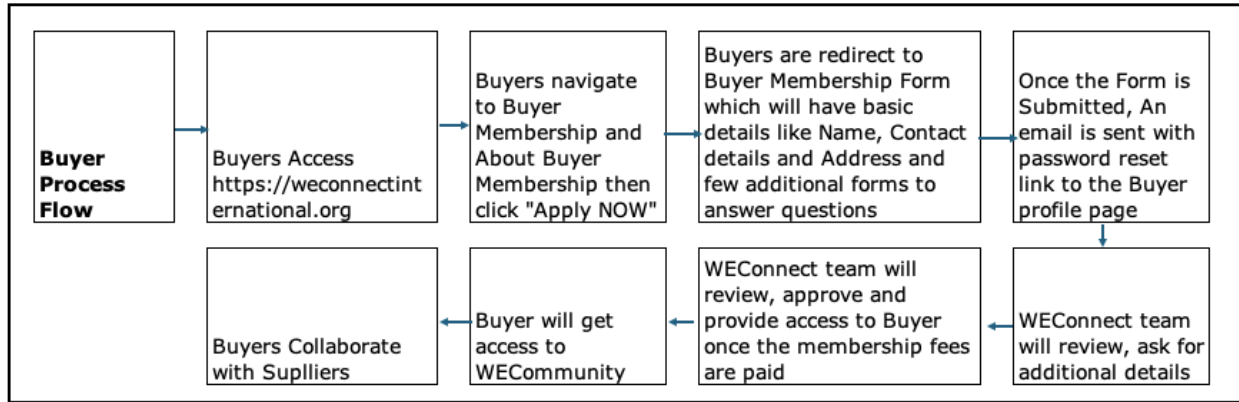 Buyer
Process
Flow
Buyers Access
https://weconnectint
ernational.org
Buyers navigate
to Buyer
Membership and
About Buyer
Membership then
click "Apply NOW"
Buyers are redirect to
Buyer Membership Form
which will have basic
details like Name, Contact
details and Address and
few additional forms to
answer questions
Once the Form is
Submitted, An
email is sent with
password reset
link to the Buyer
profile page
WEConnect team
will review, ask for
additional details
WEConnect team will
review, approve and
provide access to Buyer
once the membership fees
are paid
Buyer will get
access to
WECommunity
Buyers Collaborate
with Suplliers